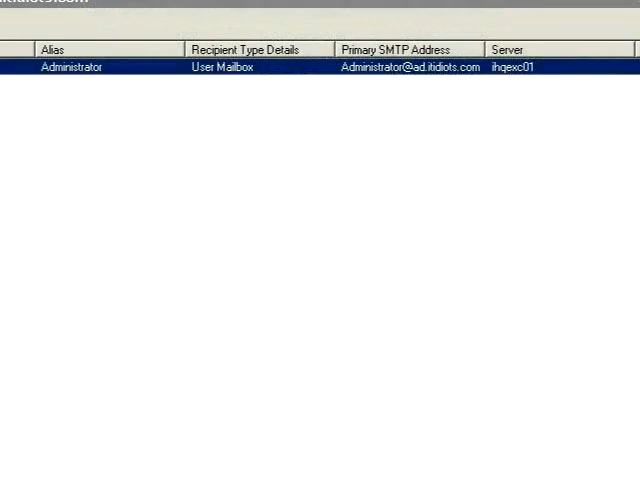 Alias Recipient Type Details Primary SMTP Address Server
Administrator User Mailbox Administrator@ad.itidiots.com ihqexc01